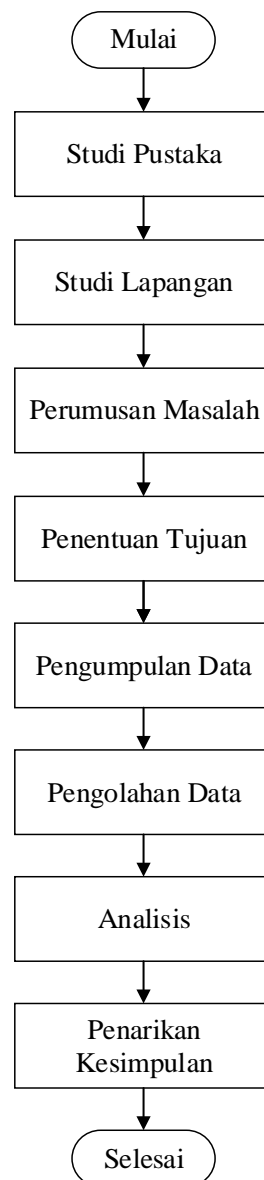 Mulai
Studi Pustaka
Studi Lapangan
Perumusan Masalah
Penentuan Tujuan
Pengumpulan Data
Pengolahan Data
Analisis
Penarikan
Kesimpulan
Selesai